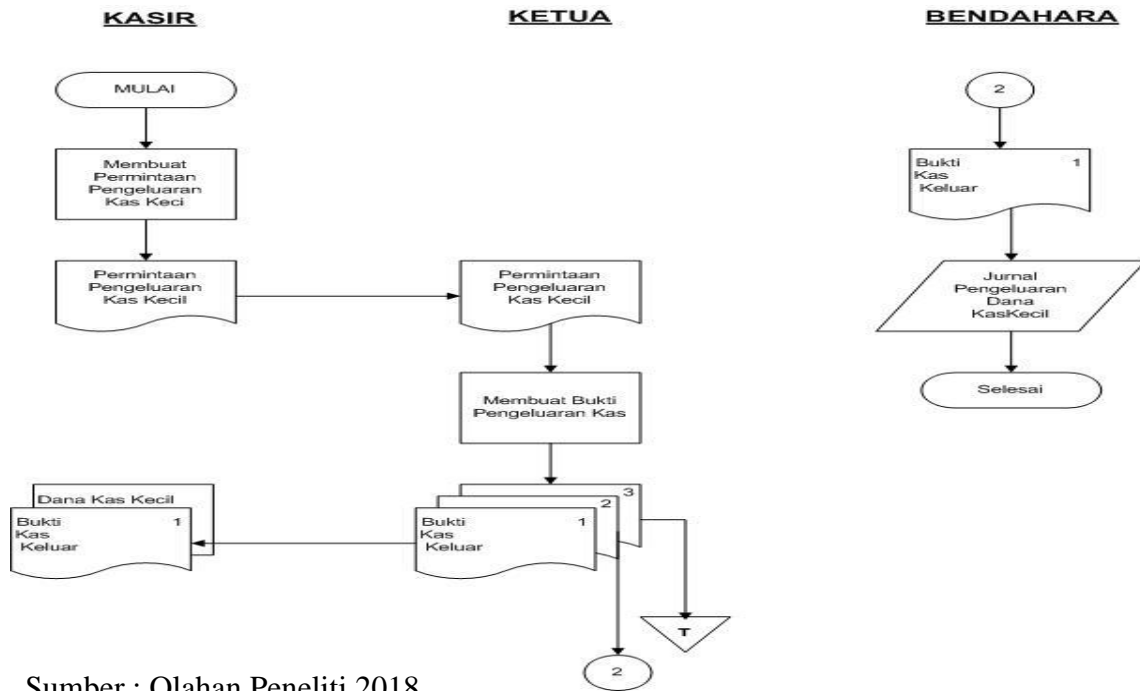 KASIR
KETUA
BENDAHARA
MULAI
Membuat
Permintaan
Pengeluaran
Kas Keci
Permintaan
Pengeluaran
Kas Kecil
Dana Kas Kecil
Bukti 1
Kas
Keluar
Permintaan
Pengeluaran
Kas Kecil
Membuat Bukti
Pengeluaran Kas
3
2
Bukti 1
Kas
Keluar
T
2
2
Bukti 1
Kas
Keluar
Jurnal
Pengeluaran
Dana
KasKecil
Selesai
Sumber : Olahan Peneliti 2018